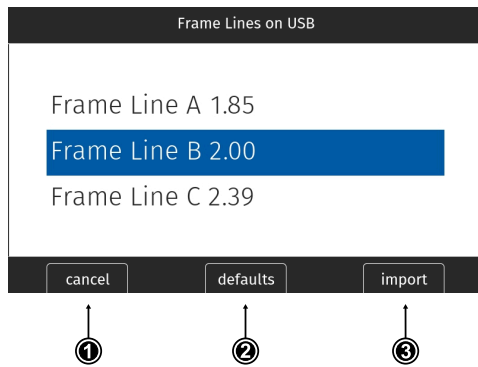 Frame Lines on USB
Frame Line A 1.85
Frame Line B 2.00
Frame Line C 2.39
cancel defaults import
1 2 3